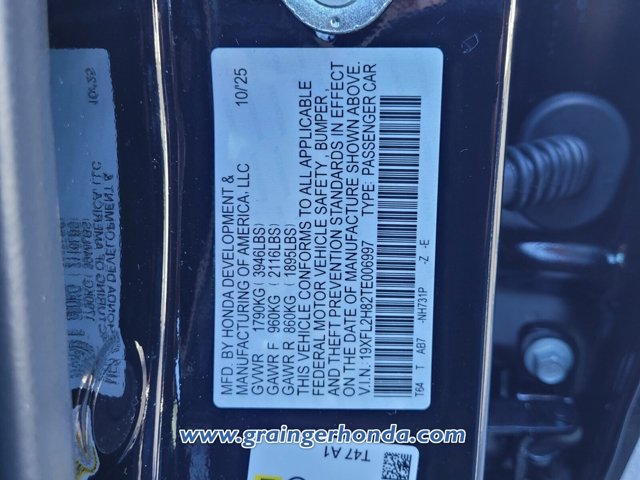 MFD. BY HONDA DEVELOPMENT & 10/25
MANUFACTURING OF AMERICA, LLC
GVWR 1790KG (3946LBS)
GAWR F 960KG (2116LBS)
GAWR R 860KG (1895LBS)
THIS VEHICLE CONFORMS TO ALL APPLICABLE
FEDERAL MOTOR VEHICLE SAFETY, BUMPER,
AND THEFT PREVENTION STANDARDS IN EFFECT
ON THE DATE OF MANUFACTURE SHOWN ABOVE.
V.I.N. 19XFL2H82TE006997 TYPE: PASSENGER CAR
T64 T AB7 -NH731P -Z -E
T47 A1
www.graingerhonda.com